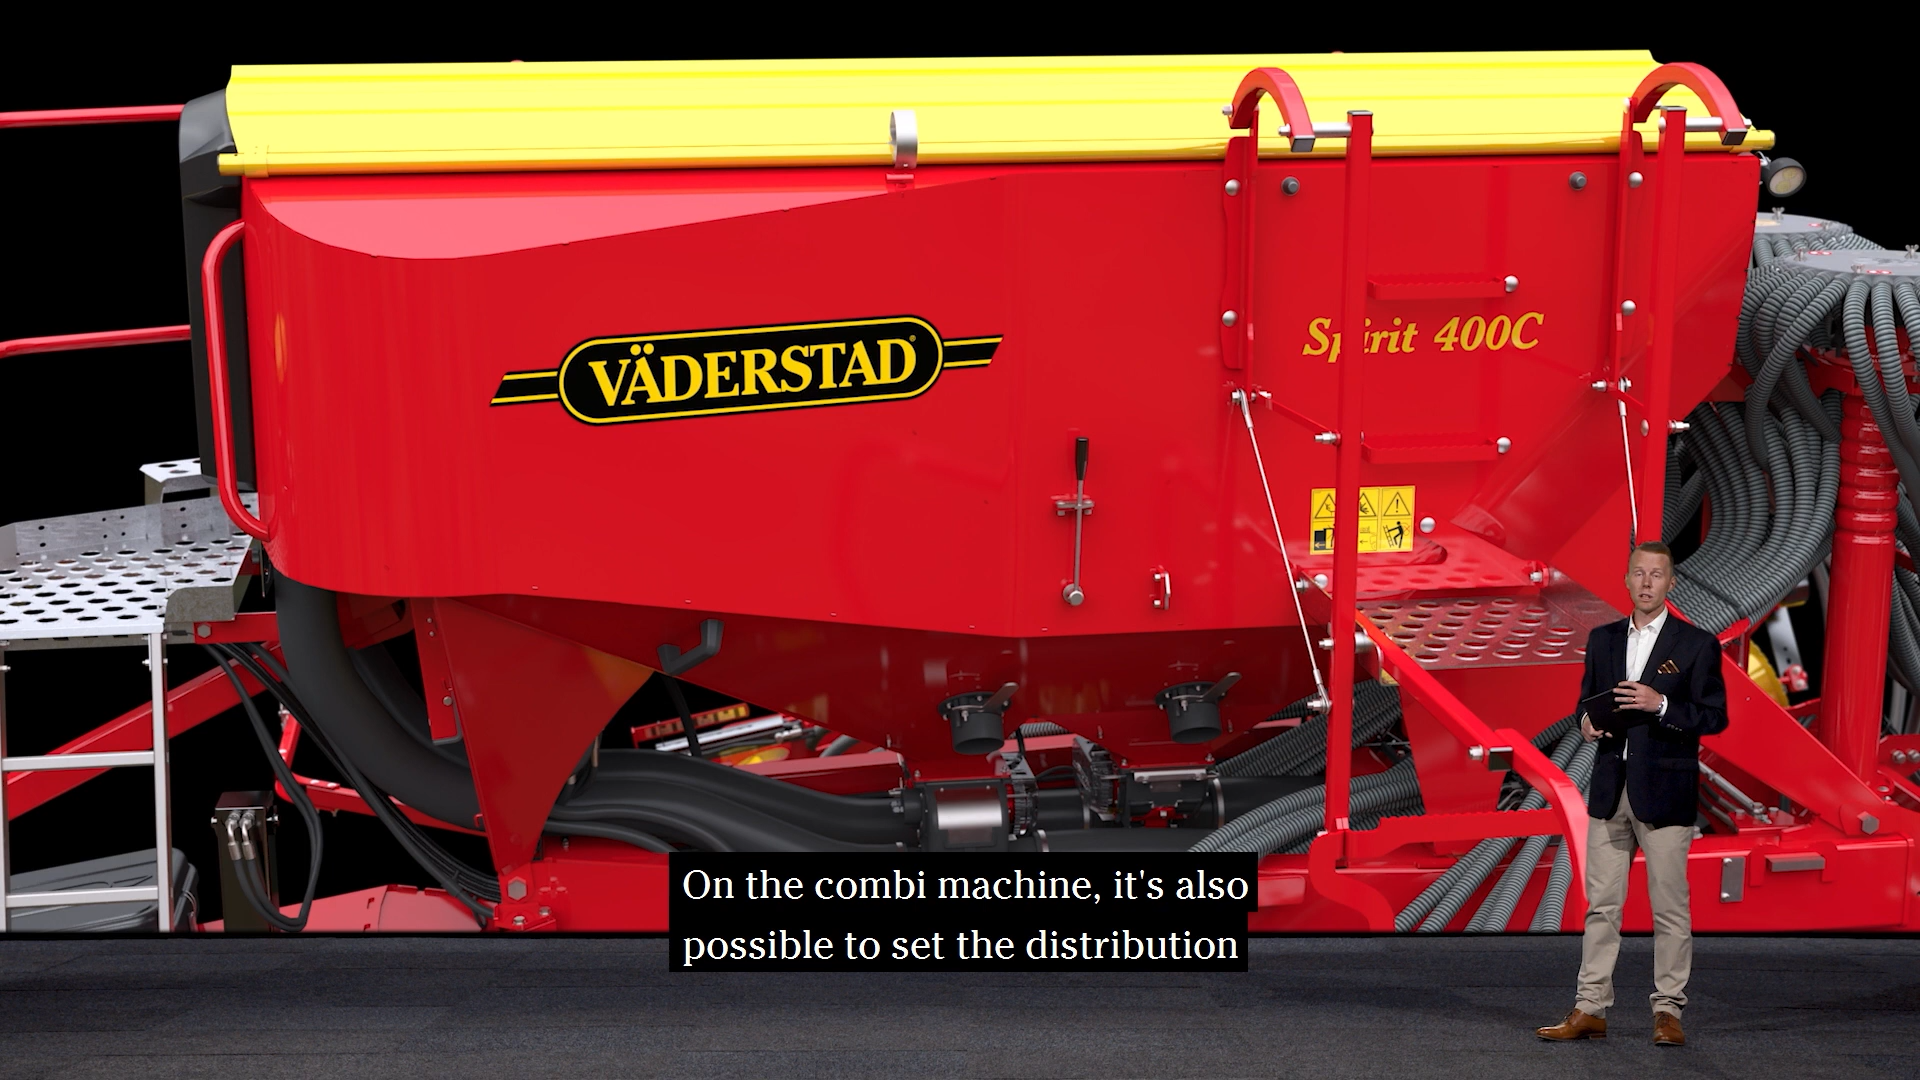 VÄDERSTAD
Spirit 400C
On the combi machine, it's also
possible to set the distribution